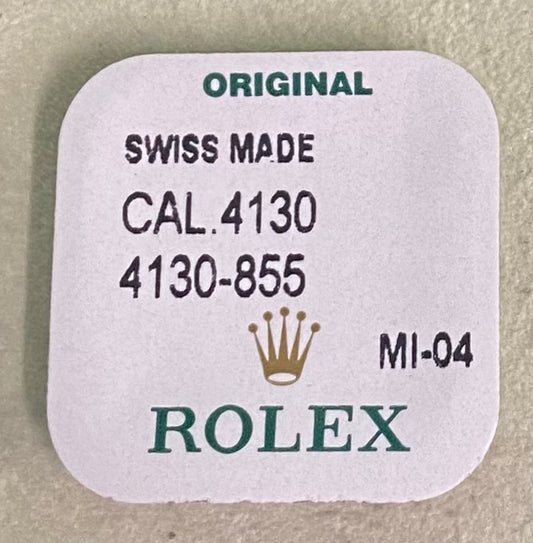 ORIGINAL
SWISS MADE
CAL.4130
4130-855
MI-04
ROLEX